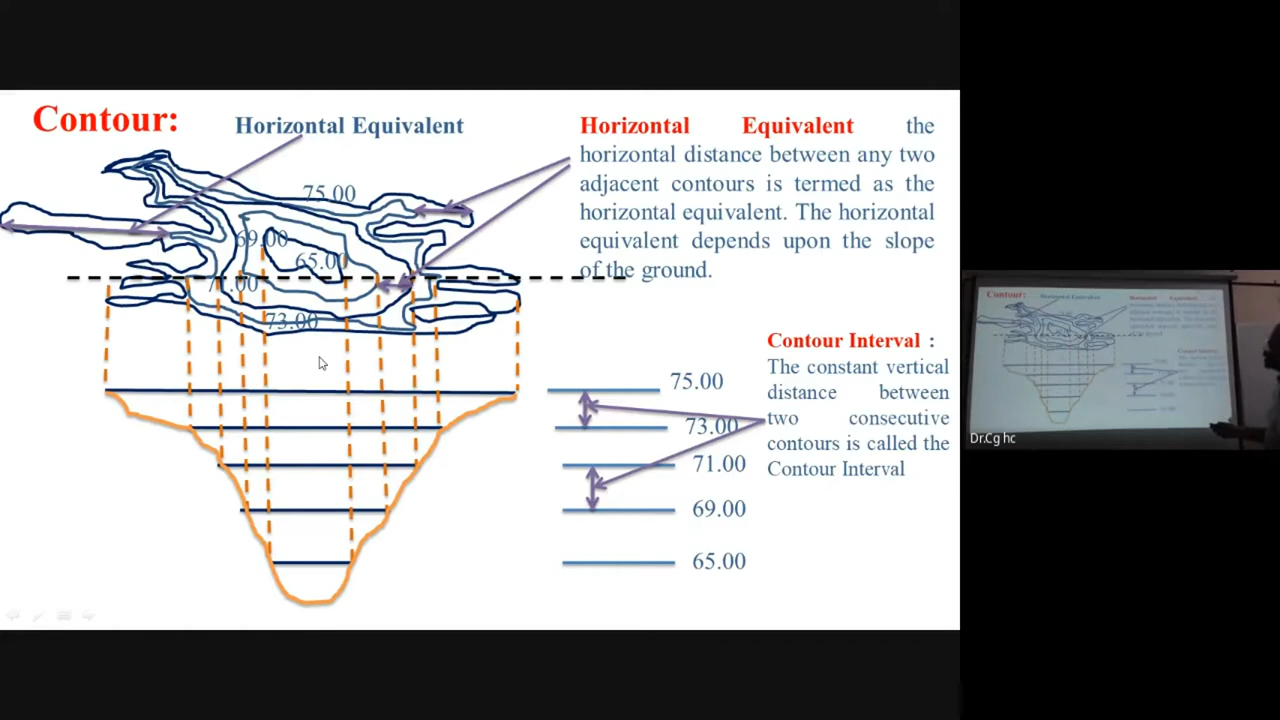 Contour:
Horizontal Equivalent
Horizontal Equivalent the
horizontal distance between any two
adjacent contours is termed as the
horizontal equivalent. The horizontal
equivalent depends upon the slope
of the ground.
75.00
69.00
65.00
71.00
73.00
Contour Interval :
The constant vertical
distance between
two consecutive
contours is called the
Contour Interval
75.00
73.00
71.00
69.00
65.00
Contour:
Horizontal Equivalent
Dr.Cg hc